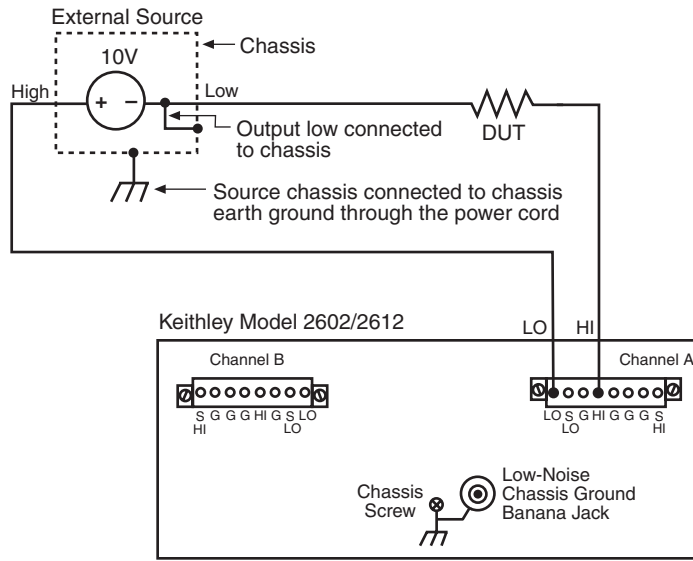 External Source
Chassis
10V
High
+ −
Low
Output low connected
to chassis
DUT
Source chassis connected to chassis
earth ground through the power cord
Keithley Model 2602/2612
LO HI
Channel B
Channel A
S G G G HI G S LO
HI LO
LO S G HI G G G S
LO HI
Chassis
Screw
Low-Noise
Chassis Ground
Banana Jack